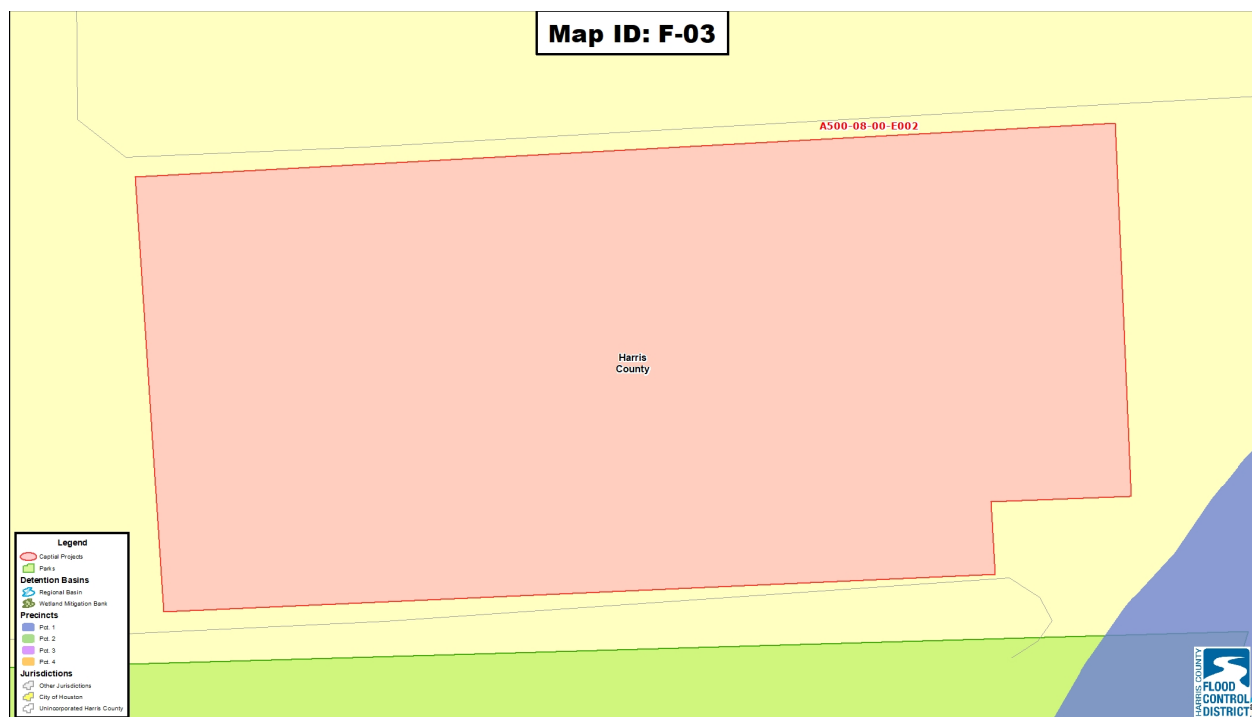 Map ID: F-03
A500-08-00-E002
Harris
County
Legend
Captial Projects
Parks
Detention Basins
Regional Basin
Wetland Mitigation Bank
Precincts
Pct. 1
Pct. 2
Pct. 3
Pct. 4
Jurisdictions
Other Jurisdictions
City of Houston
Unincorporated Harris County
HARRIS COUNTY
FLOOD
CONTROL
DISTRICT